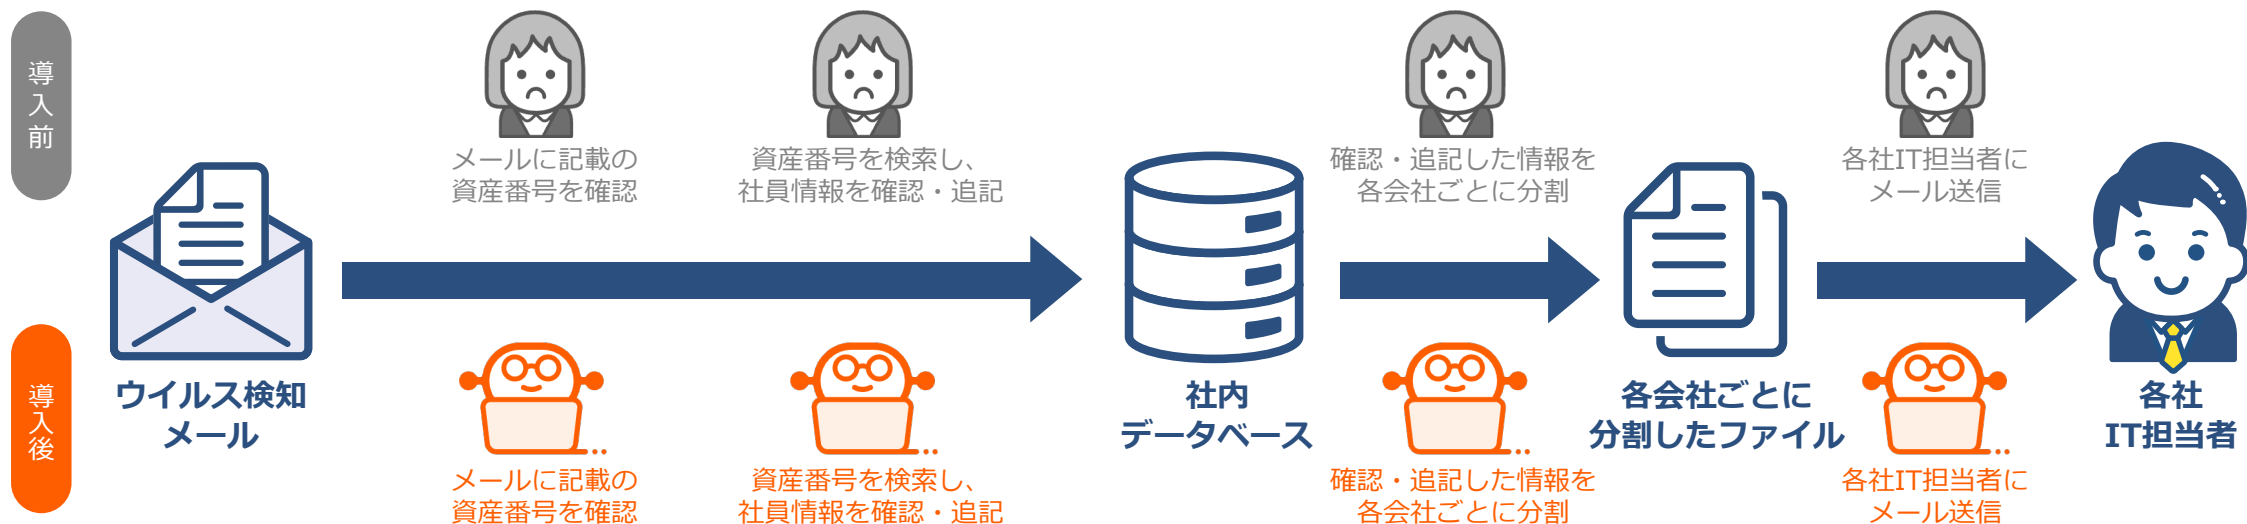 導入前
メールに記載の
資産番号を確認
資産番号を検索し、
社員情報を確認・追記
確認・追記した情報を
各会社ごとに分割
各社IT担当者に
メール送信
ウイルス検知
メール
社内
データベース
各会社ごとに
分割したファイル
各社
IT担当者
導入後
メールに記載の
資産番号を確認
資産番号を検索し、
社員情報を確認・追記
確認・追記した情報を
各会社ごとに分割
各社IT担当者に
メール送信